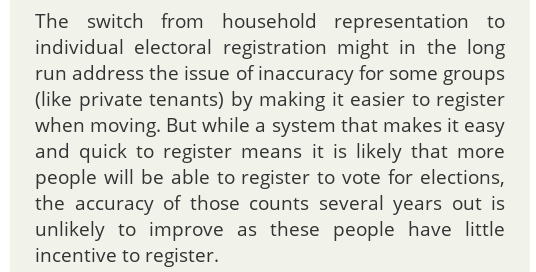 The switch from household representation to
individual electoral registration might in the long
run address the issue of inaccuracy for some groups
(like private tenants) by making it easier to register
when moving. But while a system that makes it easy
and quick to register means it is likely that more
people will be able to register to vote for elections,
the accuracy of those counts several years out is
unlikely to improve as these people have little
incentive to register.